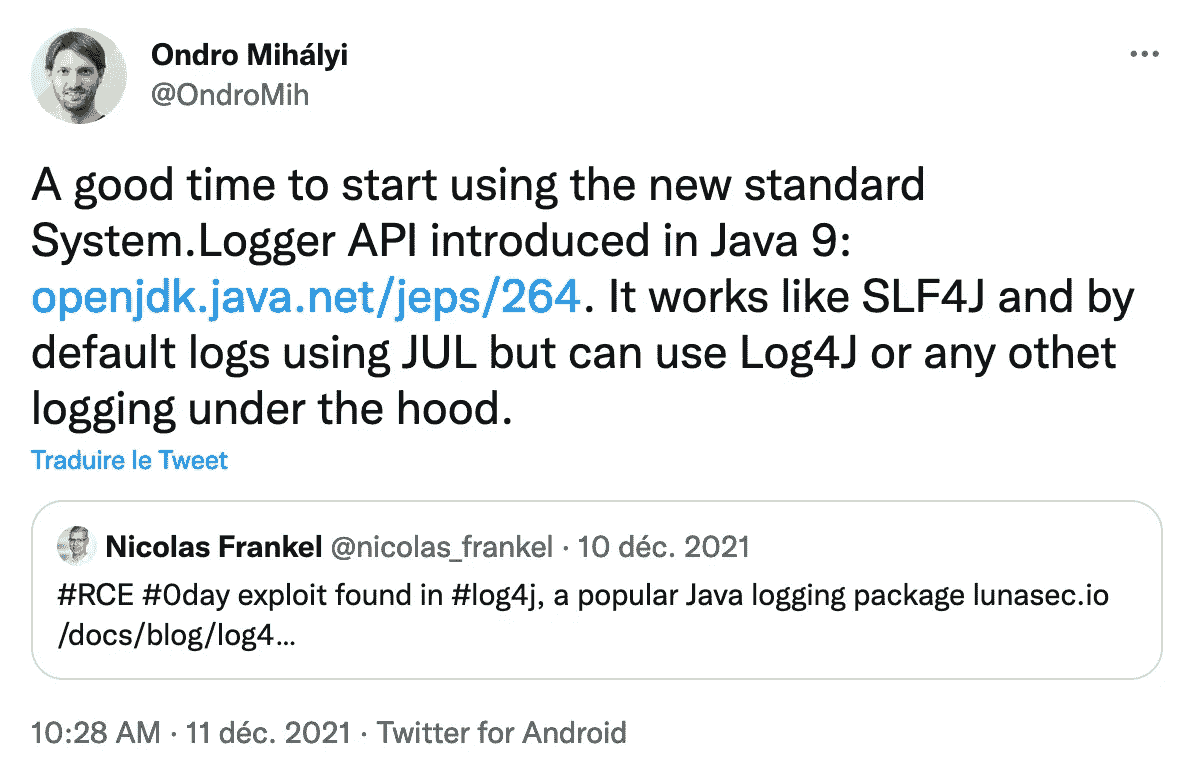 Ondro Mihályi
@OndroMih
A good time to start using the new standard
System.Logger API introduced in Java 9:
openjdk.java.net/jeps/264. It works like SLF4J and by
default logs using JUL but can use Log4J or any othet
logging under the hood.
Traduire le Tweet
Nicolas Frankel @nicolas_frankel · 10 déc. 2021
#RCE #0day exploit found in #log4j, a popular Java logging package lunasec.io
/docs/blog/log4…
10:28 AM · 11 déc. 2021 · Twitter for Android